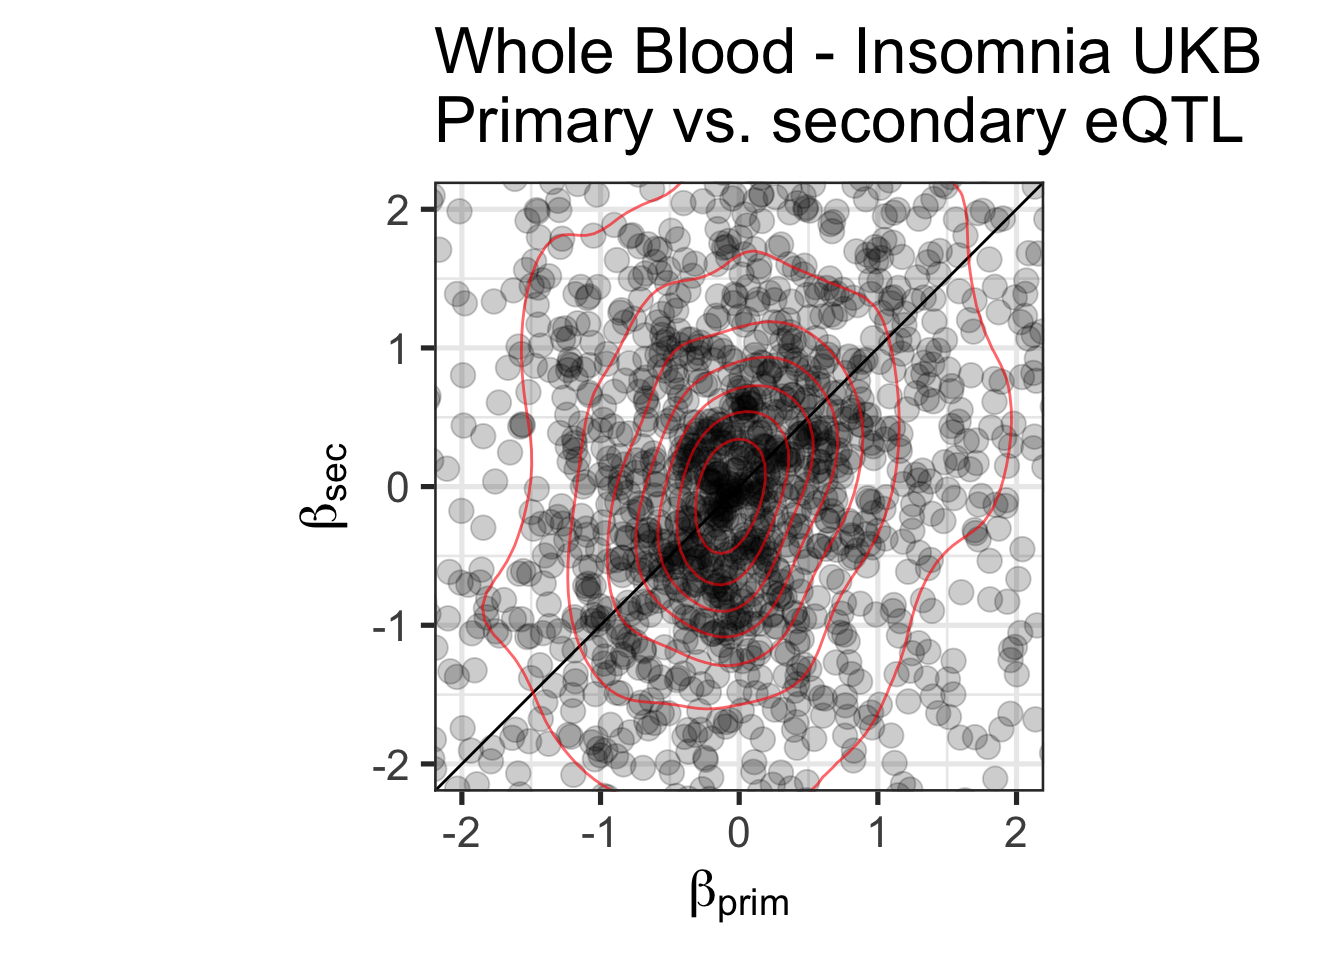 Whole Blood - Insomnia UKB
Primary vs. secondary eQTL
2
1
0
-1
-2
βsec
-2 -1 0 1 2
βprim